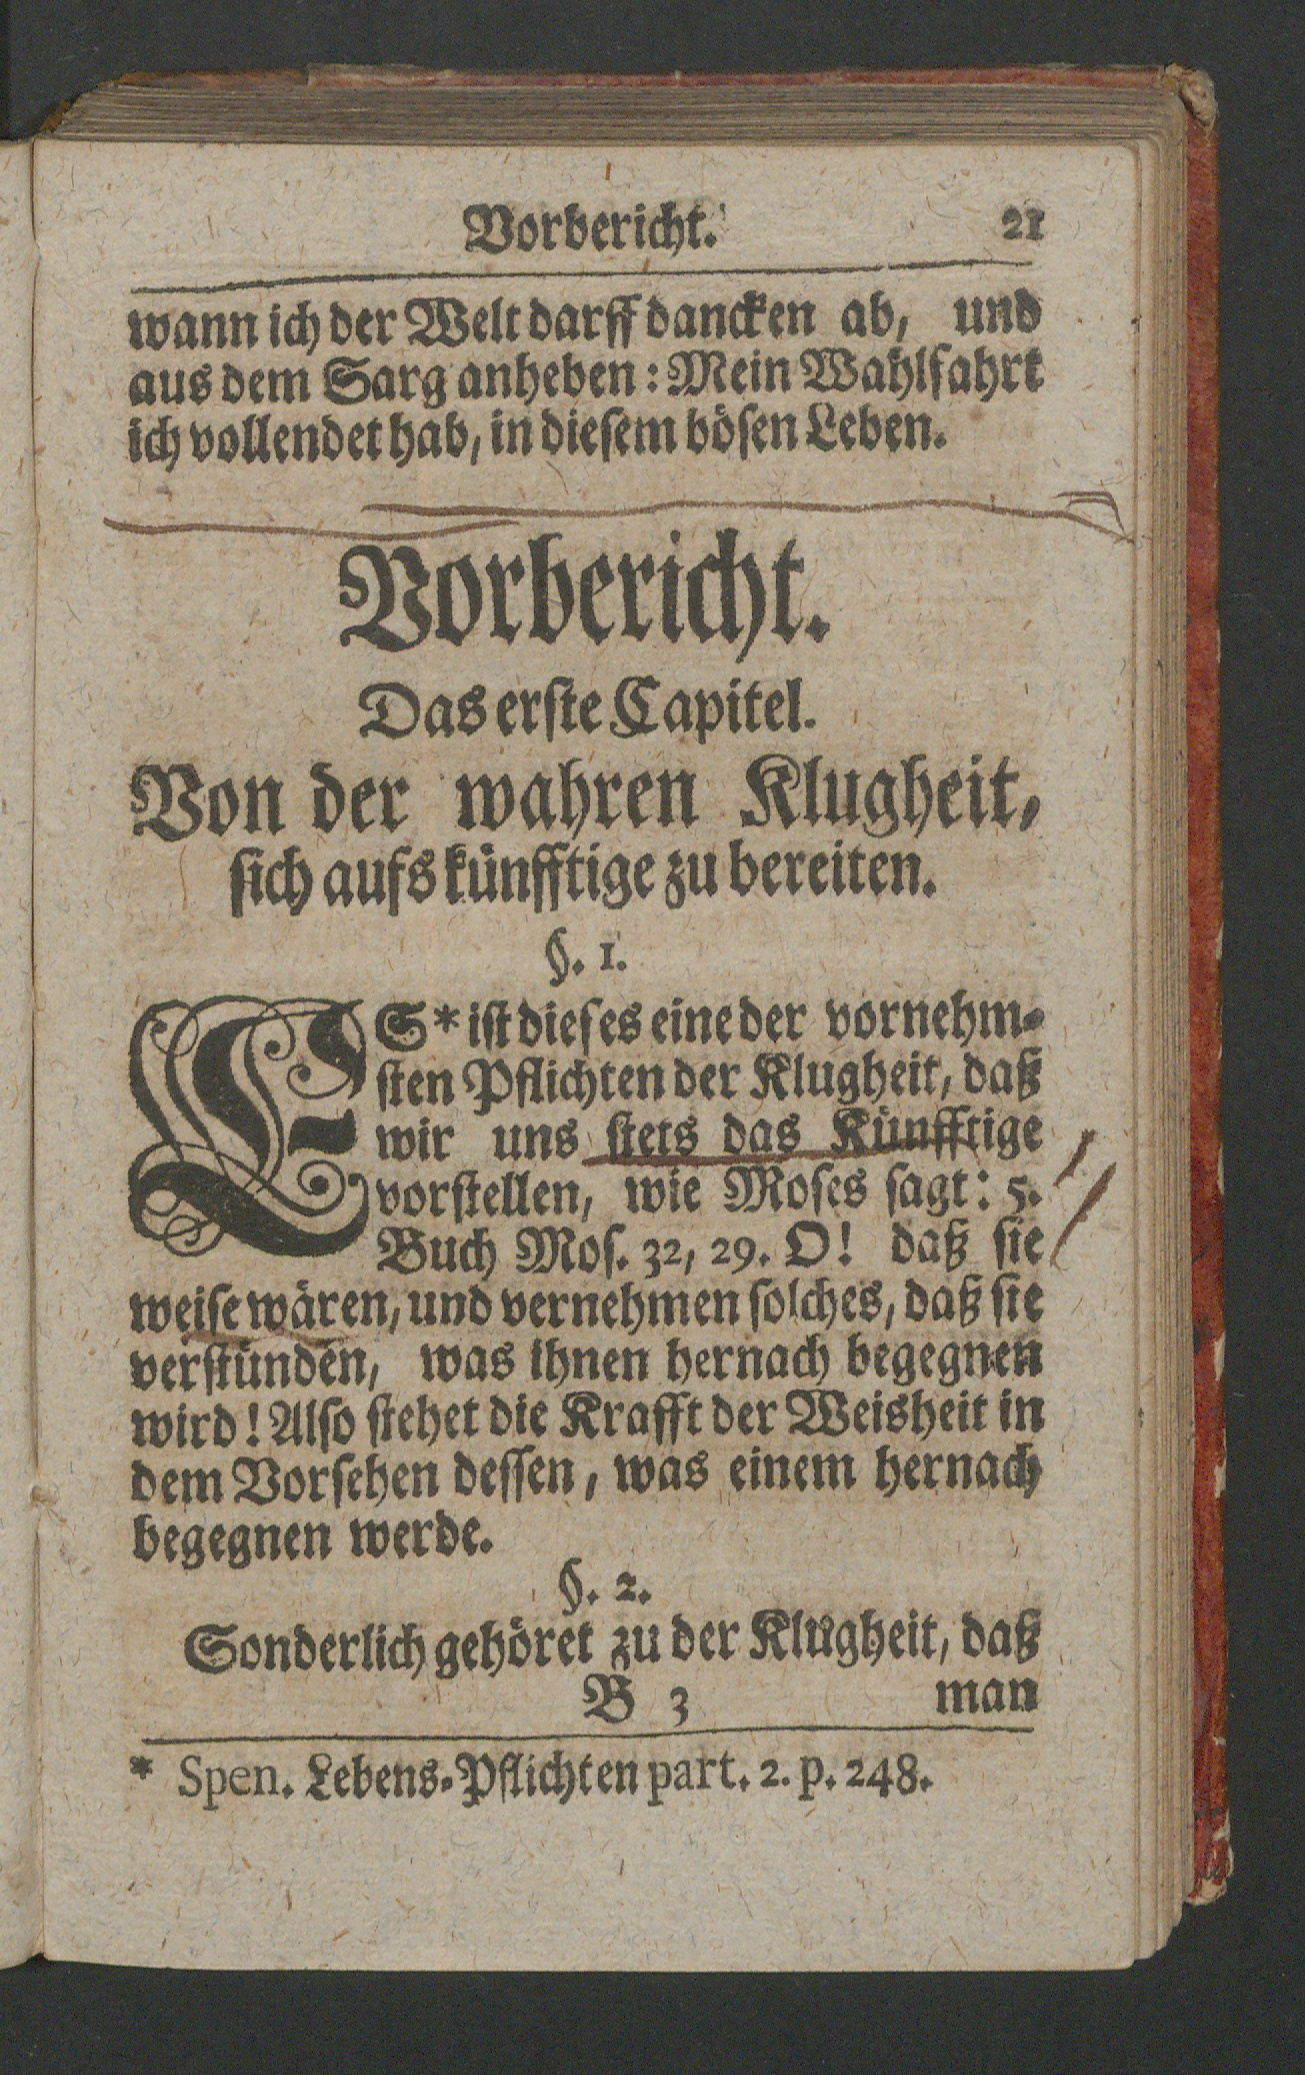 Vorbericht. 21
wann ich der Welt darff dancken ab, und
aus dem Sarg anheben: Mein Wahlfahrt
ich vollendet hab, in diesem bösen Leben.
Vorbericht.
Das erste Capitel.
Von der wahren Klugheit,
sich aufs künfftige zu bereiten.
§. 1.
ES* ist dieses eine der vornehm-
sten Pflichten der Klugheit, daß
wir uns stets das Künfftige
vorstellen, wie Moses sagt: 5.
Buch Mos. 32, 29. O! daß sie
weise wären, und vernehmen solches, daß sie
verstünden, was ihnen hernach begegnen
wird! Also stehet die Krafft der Weisheit in
dem Vorsehen dessen, was einem hernach
begegnen werde.
§. 2.
Sonderlich gehöret zu der Klugheit, daß
B 3 man
* Spen. Lebens-Pflichten part. 2. p. 248.